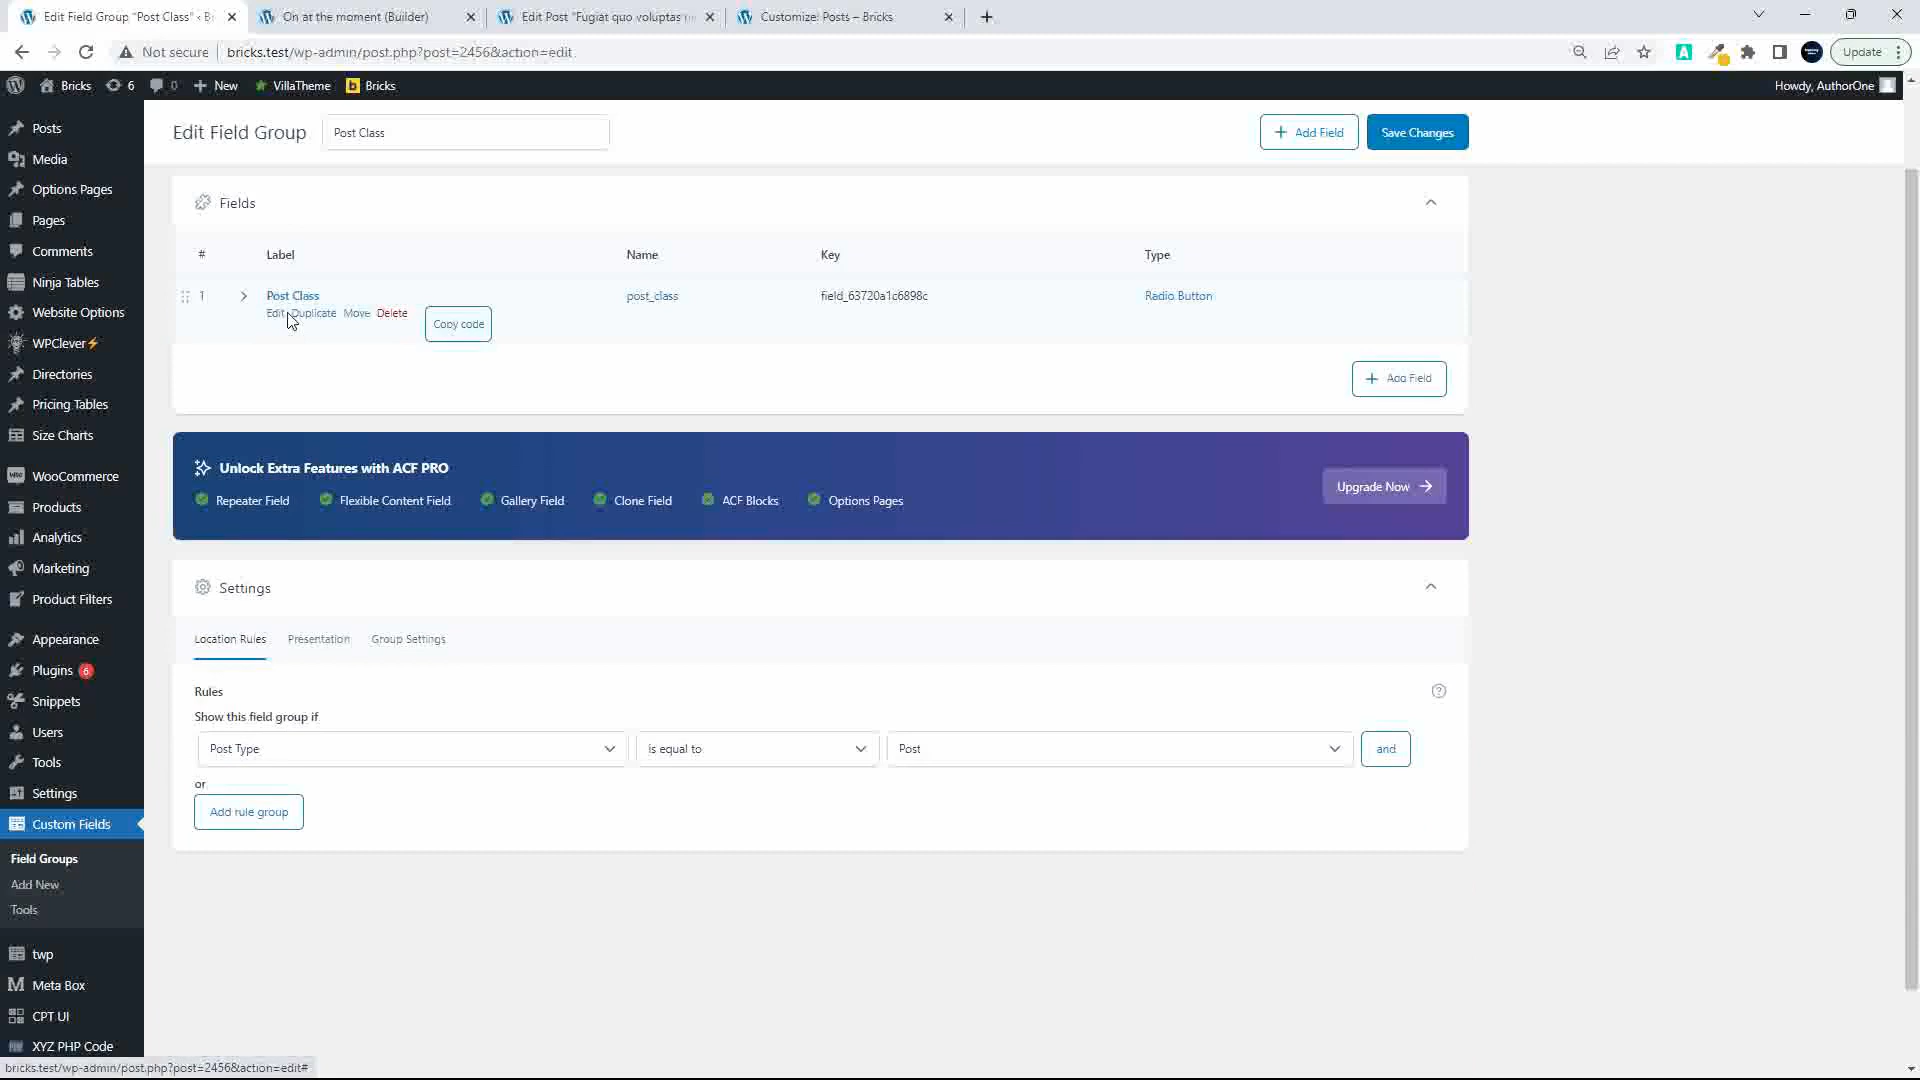 Edit Field Group "Post Class" ‹ B
On at the moment (Builder)
Edit Post "Fugiat quo voluptas
Customize: Posts – Bricks
Not secure
bricks.test/wp-admin/post.php?post=2456&action=edit
Update
Bricks
6
0
New
VillaTheme
b Bricks
Howdy, AuthorOne
Posts
Media
Options Pages
Pages
Comments
Ninja Tables
Website Options
WPClever⚡
Directories
Pricing Tables
Size Charts
WooCommerce
Products
Analytics
Marketing
Product Filters
Appearance
Plugins 6
Snippets
Users
Tools
Settings
Custom Fields
Field Groups
Add New
Tools
twp
Meta Box
CPT UI
XYZ PHP Code
Edit Field Group
Post Class
+ Add Field
Save Changes
Fields
# Label Name Key Type
1 Post Class post_class field_63720a1c6898c Radio Button
Edit Duplicate Move Delete
Copy code
+ Add Field
Unlock Extra Features with ACF PRO
Repeater Field Flexible Content Field Gallery Field Clone Field ACF Blocks Options Pages
Upgrade Now →
Settings
Location Rules Presentation Group Settings
Rules
Show this field group if
Post Type is equal to Post and
or
Add rule group
bricks.test/wp-admin/post.php?post=2456&action=edit#